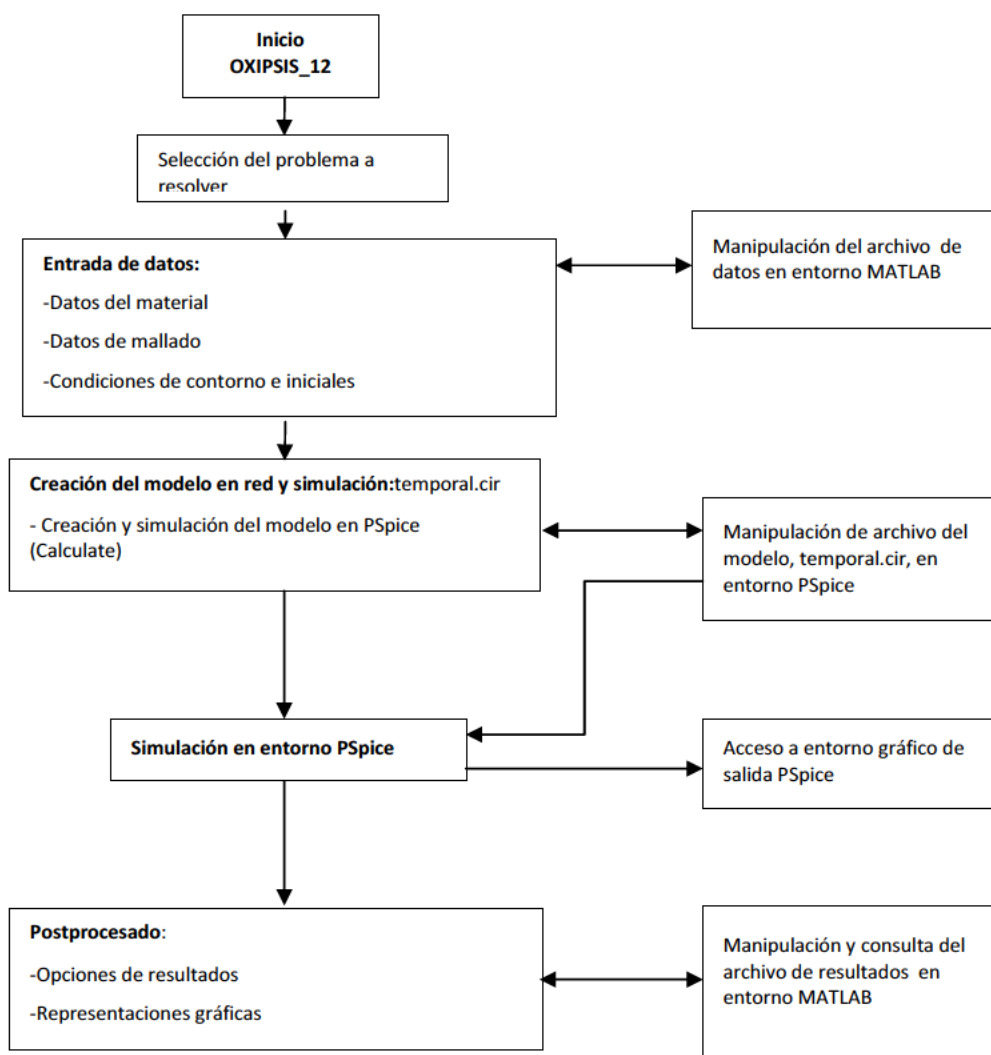 Inicio
OXIPSIS_12
Selección del problema a
resolver
Entrada de datos:
-Datos del material
-Datos de mallado
-Condiciones de contorno e iniciales
Manipulación del archivo de
datos en entorno MATLAB
Creación del modelo en red y simulación:temporal.cir
- Creación y simulación del modelo en PSpice
(Calculate)
Manipulación de archivo del
modelo, temporal.cir, en
entorno PSpice
Simulación en entorno PSpice
Acceso a entorno gráfico de
salida PSpice
Postprocesado:
-Opciones de resultados
-Representaciones gráficas
Manipulación y consulta del
archivo de resultados en
entorno MATLAB